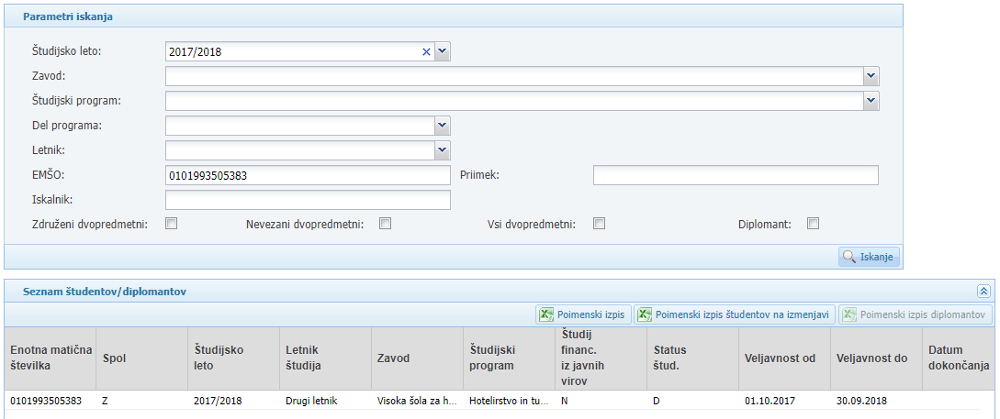 Parametri iskanja
Študijsko leto: 2017/2018
Zavod:
Študijski program:
Del programa:
Letnik:
EMŠO: 0101993505383 Priimek:
Iskalnik:
Združeni dvopredmetni: Nevezani dvopredmetni: Vsi dvopredmetni: Diplomant:
Iskanje
Seznam študentov/diplomantov
Poimenski izpis Poimenski izpis študentov na izmenjavi Poimenski izpis diplomantov
Enotna matična
številka
Spol
Študijsko
leto
Letnik
študija
Zavod
Študijski
program
Študij
financ.
iz javnih
virov
Status
štud.
Veljavnost od
Veljavnost do
Datum
dokončanja
0101993505383 Z 2017/2018 Drugi letnik Visoka šola za h... Hotelirstvo in tu... N D 01.10.2017 30.09.2018